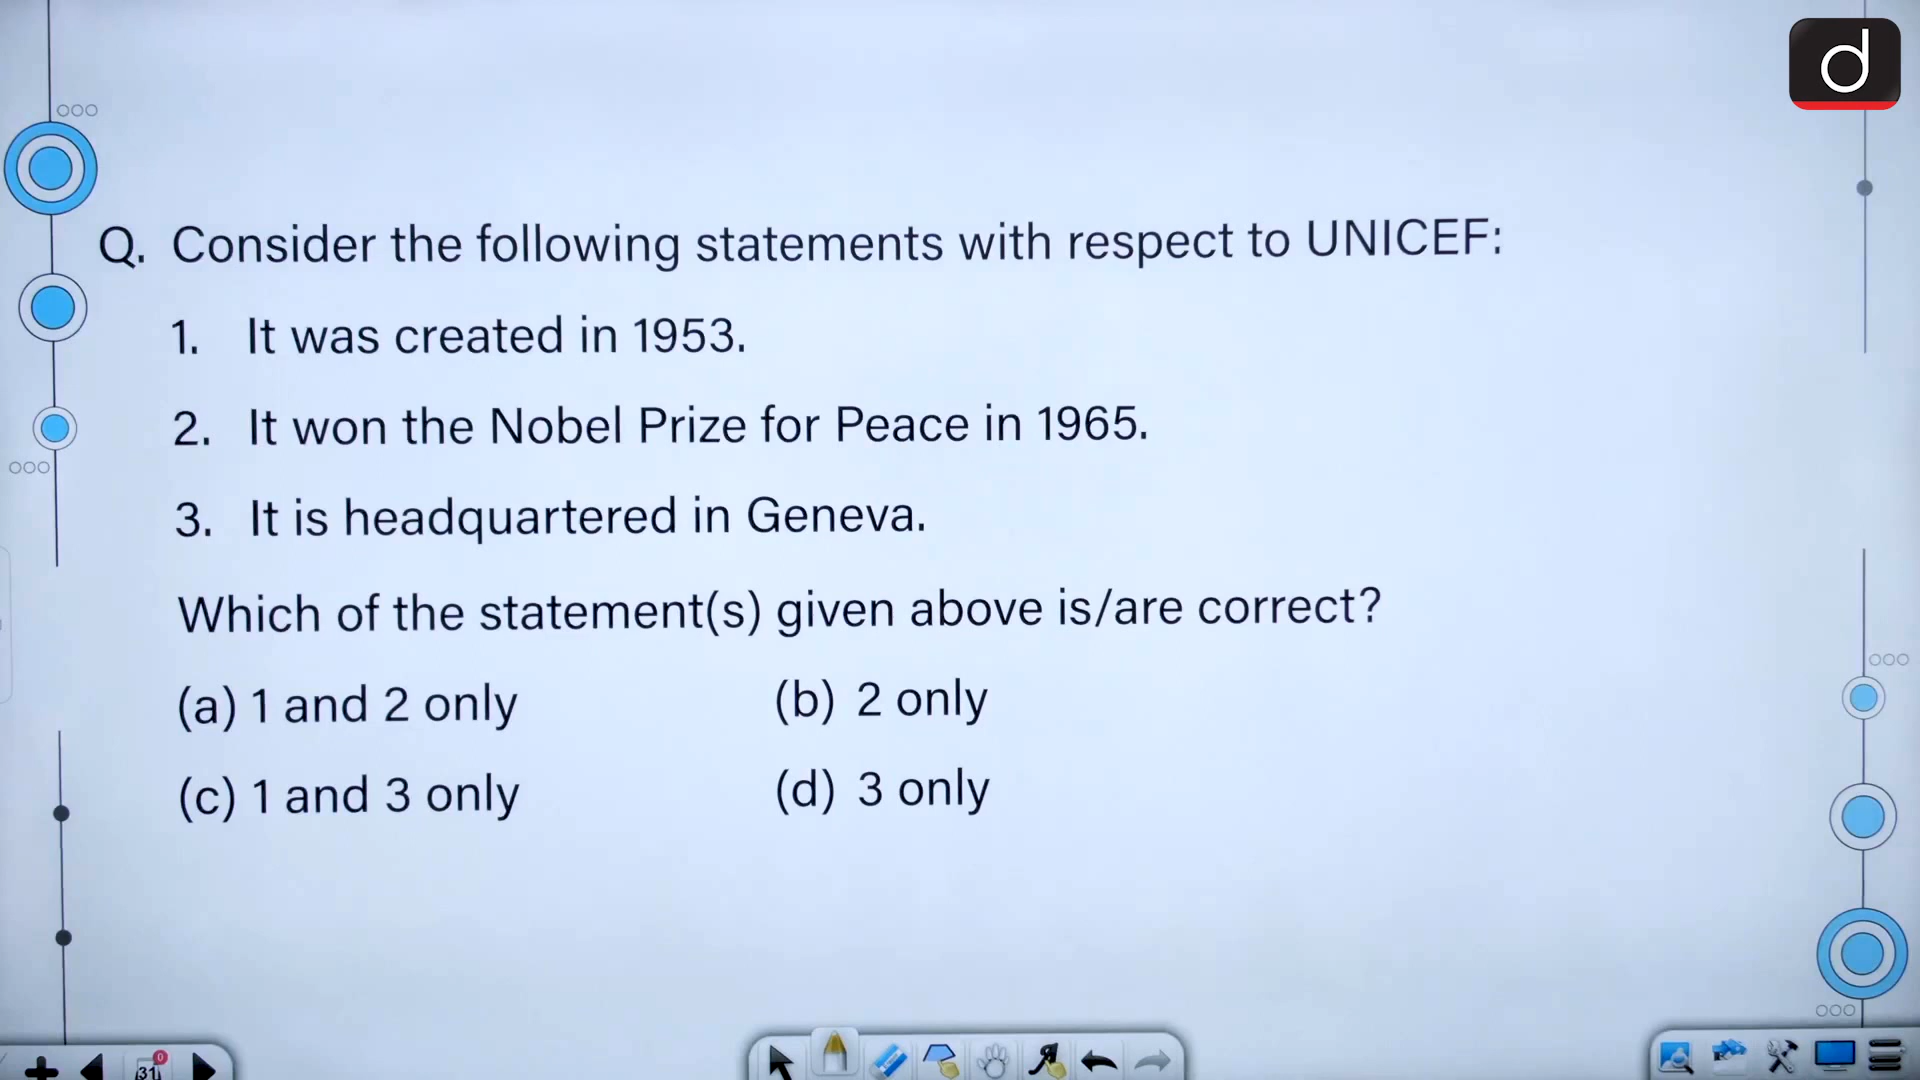 d
Q. Consider the following statements with respect to UNICEF:
1. It was created in 1953.
2. It won the Nobel Prize for Peace in 1965.
3. It is headquartered in Geneva.
Which of the statement(s) given above is/are correct?
(a) 1 and 2 only (b) 2 only
(c) 1 and 3 only (d) 3 only
0
31